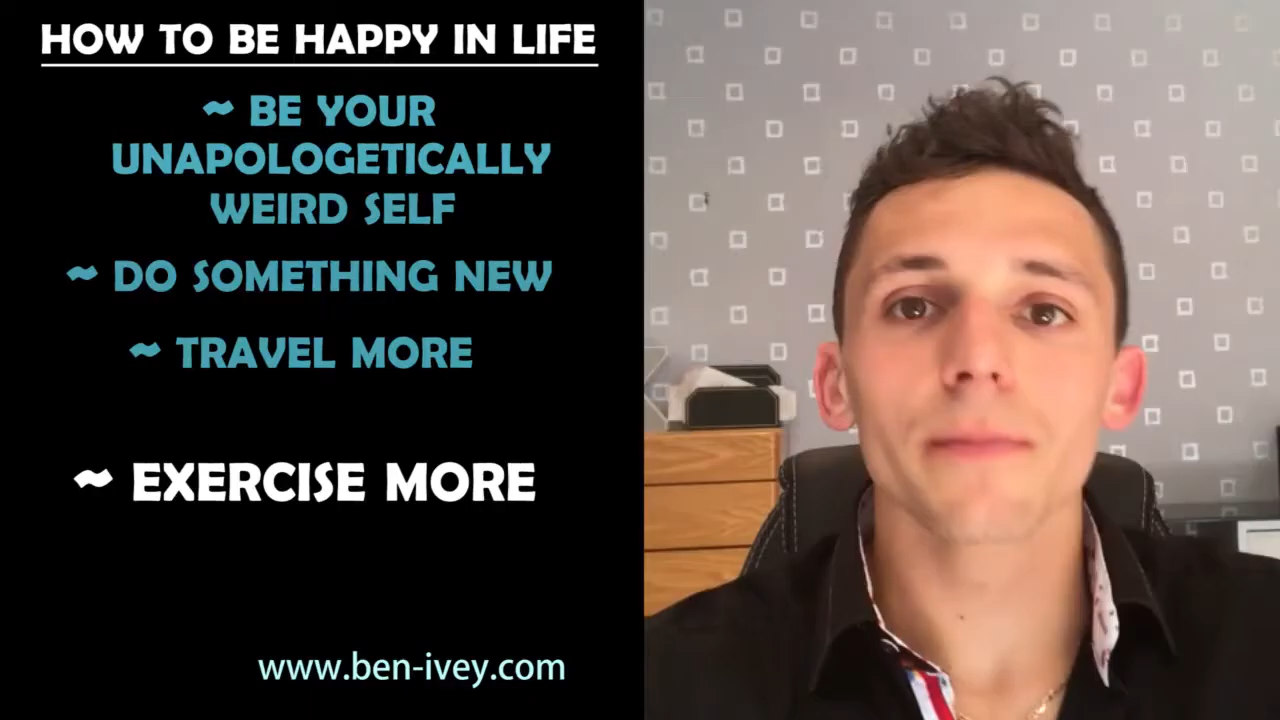 HOW TO BE HAPPY IN LIFE
~ BE YOUR
UNAPOLOGETICALLY
WEIRD SELF
~ DO SOMETHING NEW
~ TRAVEL MORE
~ EXERCISE MORE
www.ben-ivey.com